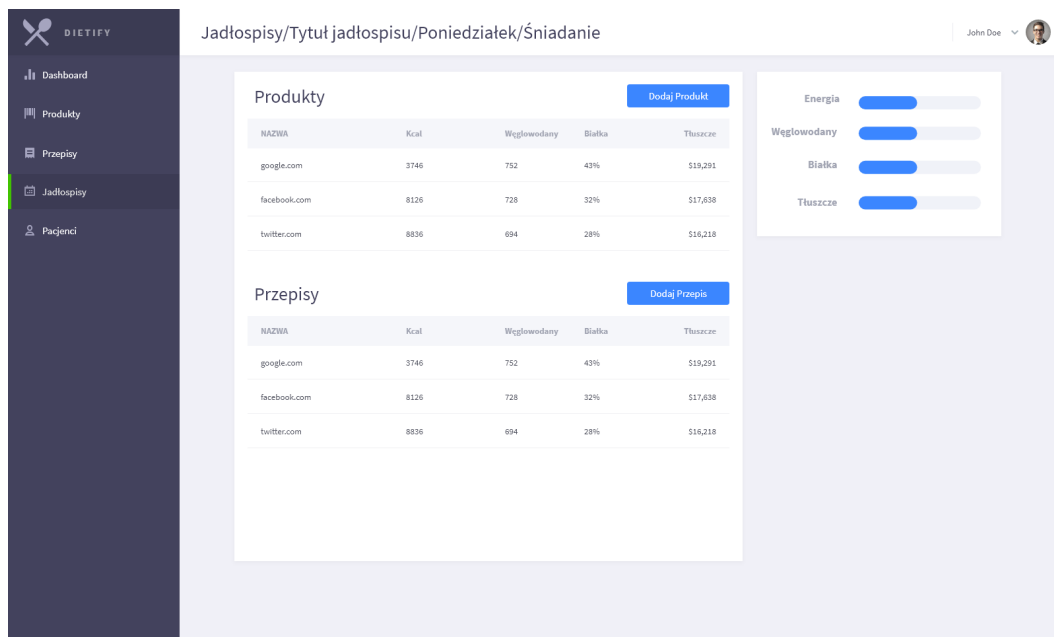 DIETIFY
Jadłospisy/Tytuł jadłospisu/Poniedziałek/Śniadanie
John Doe
Dashboard
Produkty
Przepisy
Jadłospisy
Pacjenci
Produkty
Dodaj Produkt
NAZWA Kcal Węglowodany Białka Tłuszcze
google.com 3746 752 43% $19,291
facebook.com 8126 728 32% $17,638
twitter.com 8836 694 28% $16,218
Przepisy
Dodaj Przepis
NAZWA Kcal Węglowodany Białka Tłuszcze
google.com 3746 752 43% $19,291
facebook.com 8126 728 32% $17,638
twitter.com 8836 694 28% $16,218
Energia
Węglowodany
Białka
Tłuszcze